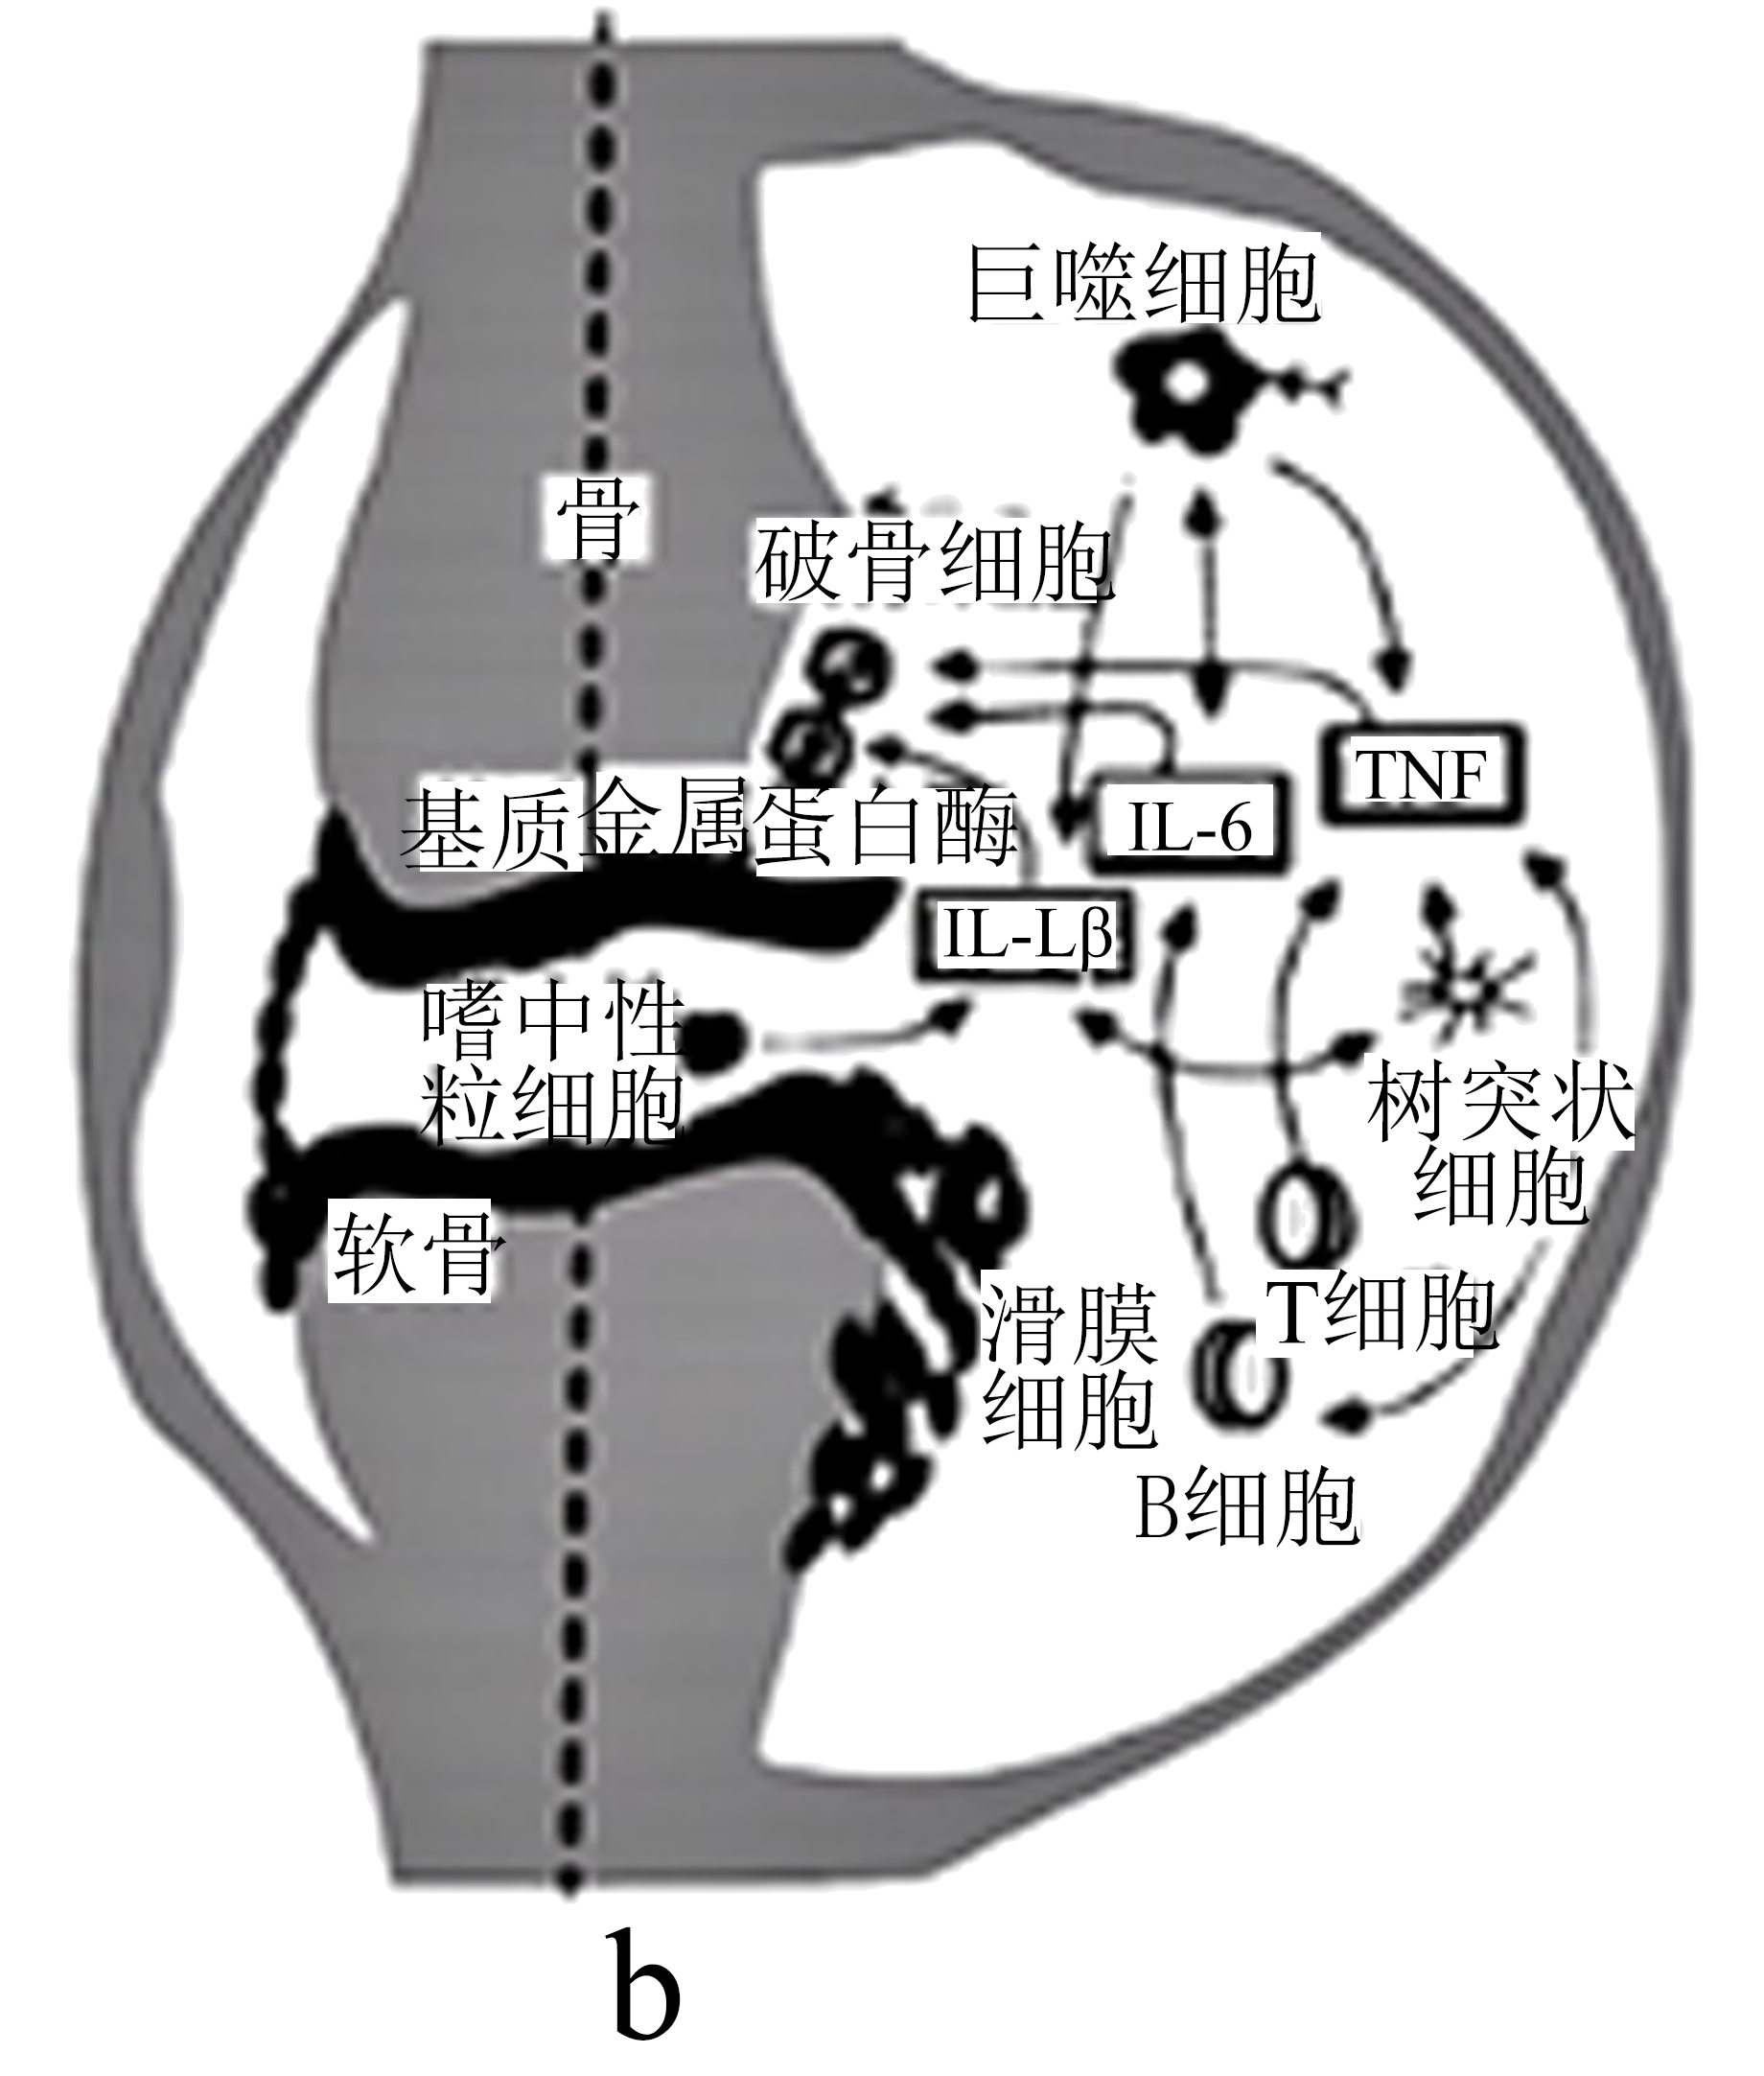 巨噬细胞
骨
破骨细胞
TNF
基质金属蛋白酶
IL-6
IL-Lβ
嗜中性
粒细胞
树突状
细胞
软骨
滑膜
细胞
T细胞
B细胞
b